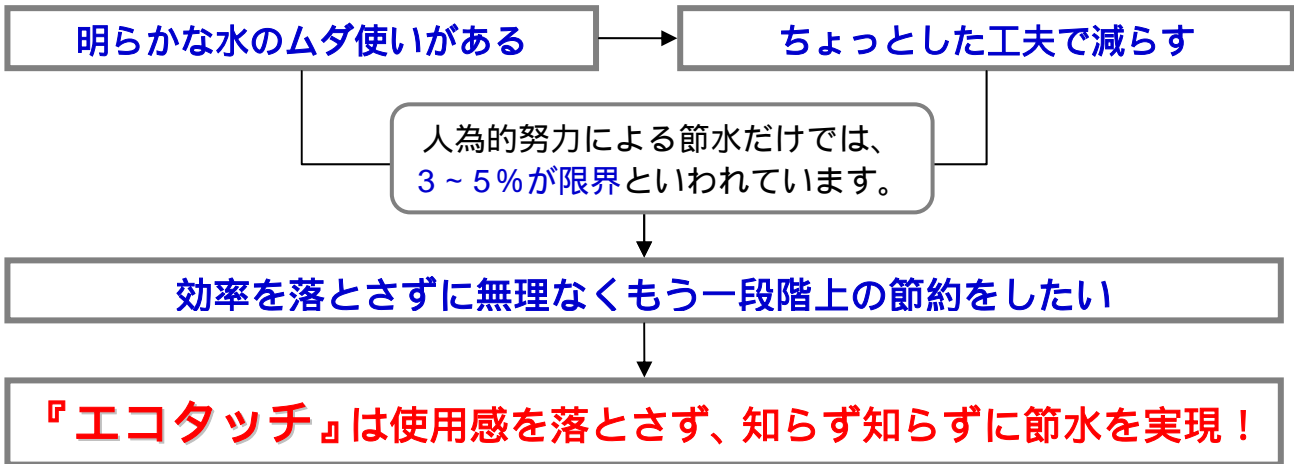 明らかな水のムダ使いがある
ちょっとした工夫で減らす
人為的努力による節水だけでは、
3~5%が限界といわれています。
効率を落とさずに無理なくもう一段階上の節約をしたい
『エコタッチ』は使用感を落とさず、知らず知らずに節水を実現!